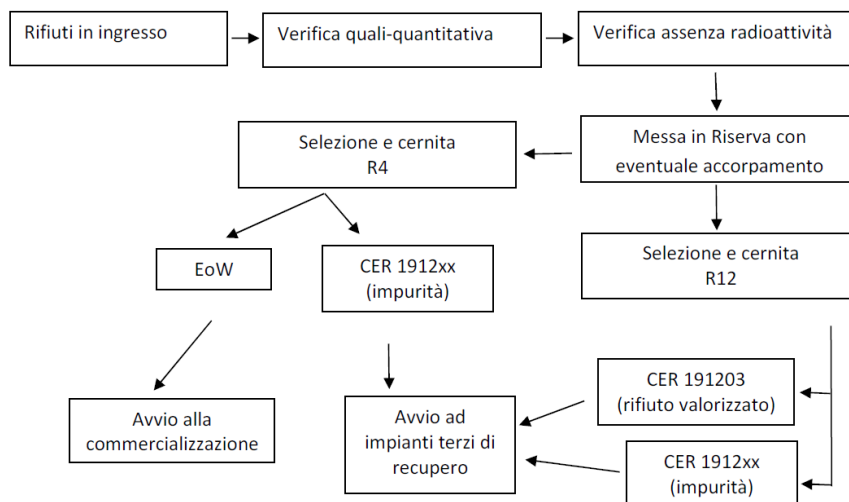 Rifiuti in ingresso
Verifica quali-quantitativa
Verifica assenza radioattività
Messa in Riserva con
eventuale accorpamento
Selezione e cernita
R4
Selezione e cernita
R12
EoW
CER 1912xx
(impurità)
CER 191203
(rifiuto valorizzato)
Avvio alla
commercializzazione
Avvio ad
impianti terzi di
recupero
CER 1912xx
(impurità)